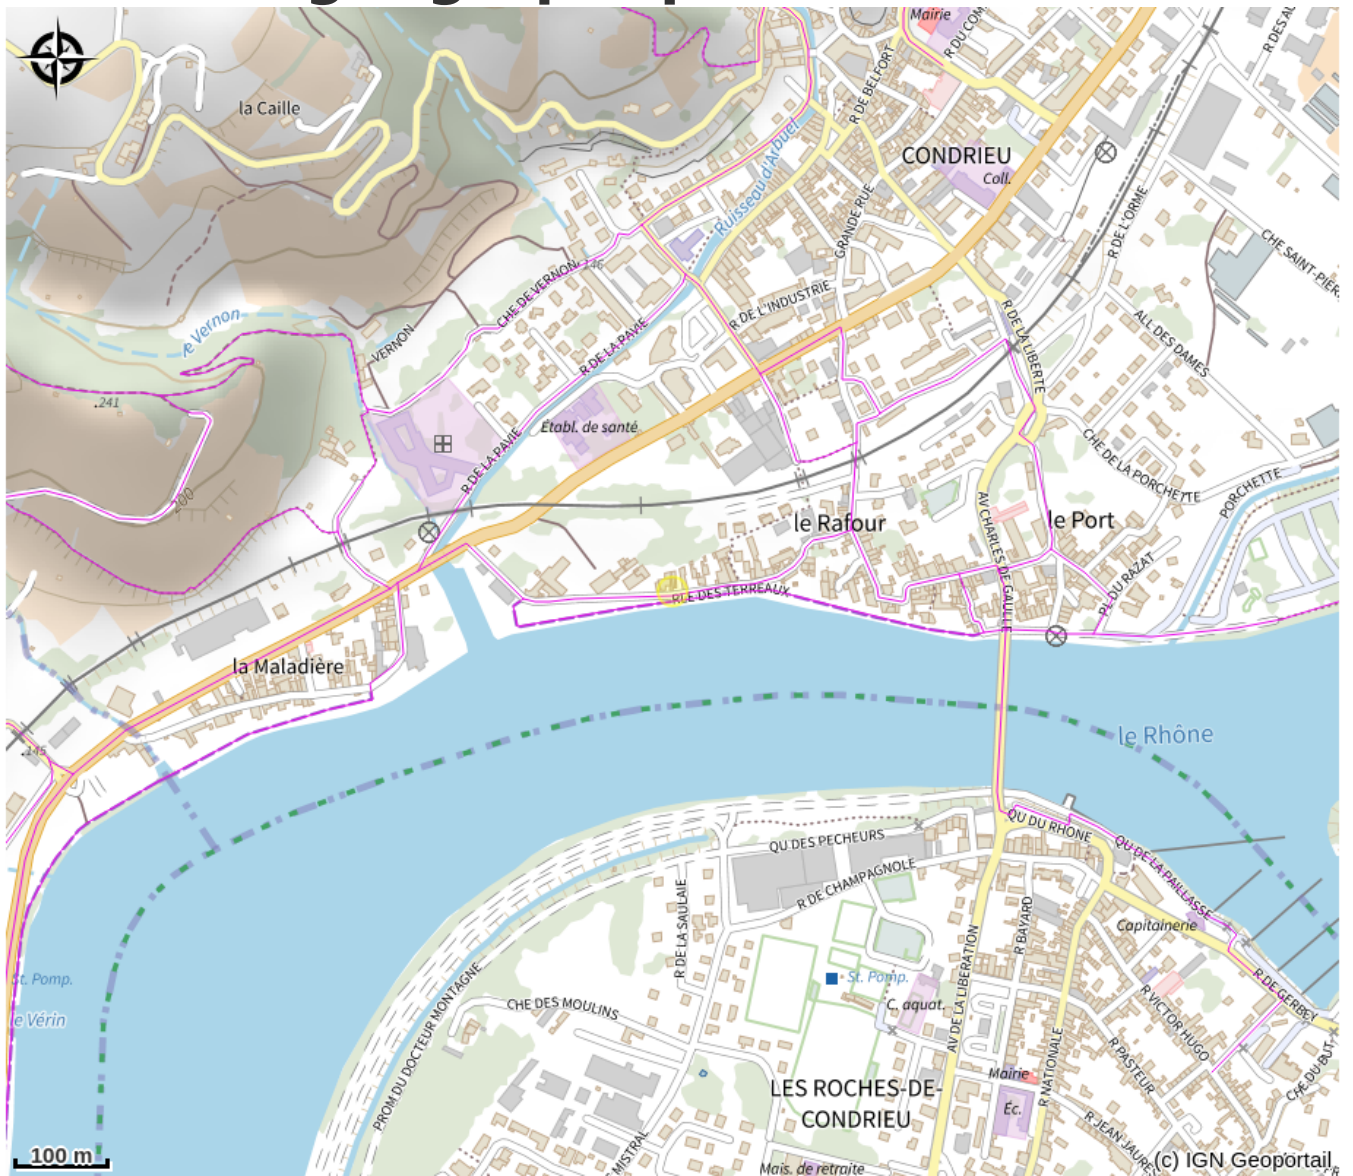 Mairie
R DU COM
R DES AU
R DE BELFORT
la Caille
CONDRIEU
Coll.
Ruisseau d'Arbuel
GRANDE RUE
R DE L'ORME
CHE SAINT-PIER
146
CHE DE VERNON
R DE L'INDUSTRIE
le Vernon
VERNON
R DE LA PAVIE
R DE LA LIBERTE
ALL DES DAMES
.241
Établ. de santé
R DE LA PAVIE
CHE DE LA PORCHETTE
PORCHETTE
200
le Rafour
AV CHARLES DE GAULLE
le Port
RLE DES TERREAUX
PL DU RAZAT
la Maladière
le Rhône
.145
QU DU RHONE
QU DES PECHEURS
QU DE LA PAILLASSE
R DE CHAMPAGNOLE
R DE LA SAULAIE
R BAYARD
Capitainerie
St. Pomp.
St. Pomp.
R DE GERBEY
C. aquat.
AV DE LA LIBERATION
R VICTOR HUGO
le Vérin
CHE DES MOULINS
PROM DU DOCTEUR MONTAGNE
R PASTEUR
R NATIONALE
CHE DU BUT
Mairie
LES ROCHES-DE-
CONDRIEU
Éc.
R JEAN JAURE
MISTRAL
100 m
Mais. de retraite
(c) IGN Geoportail